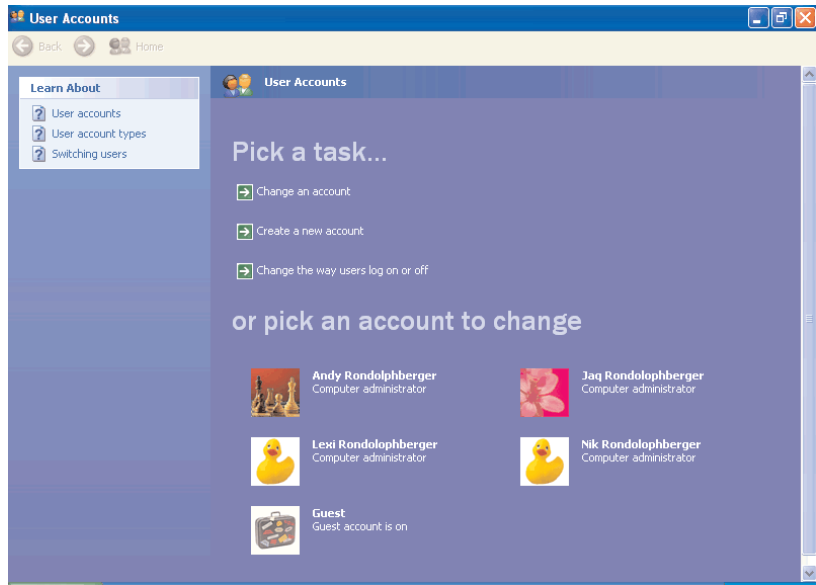 User Accounts
Back Home
Learn About
User accounts
User account types
Switching users
User Accounts
Pick a task...
Change an account
Create a new account
Change the way users log on or off
or pick an account to change
Andy Rondolphberger
Computer administrator
Jaq Rondolophberger
Computer administrator
Lexi Rondolophberger
Computer administrator
Nik Rondolophberger
Computer administrator
Guest
Guest account is on